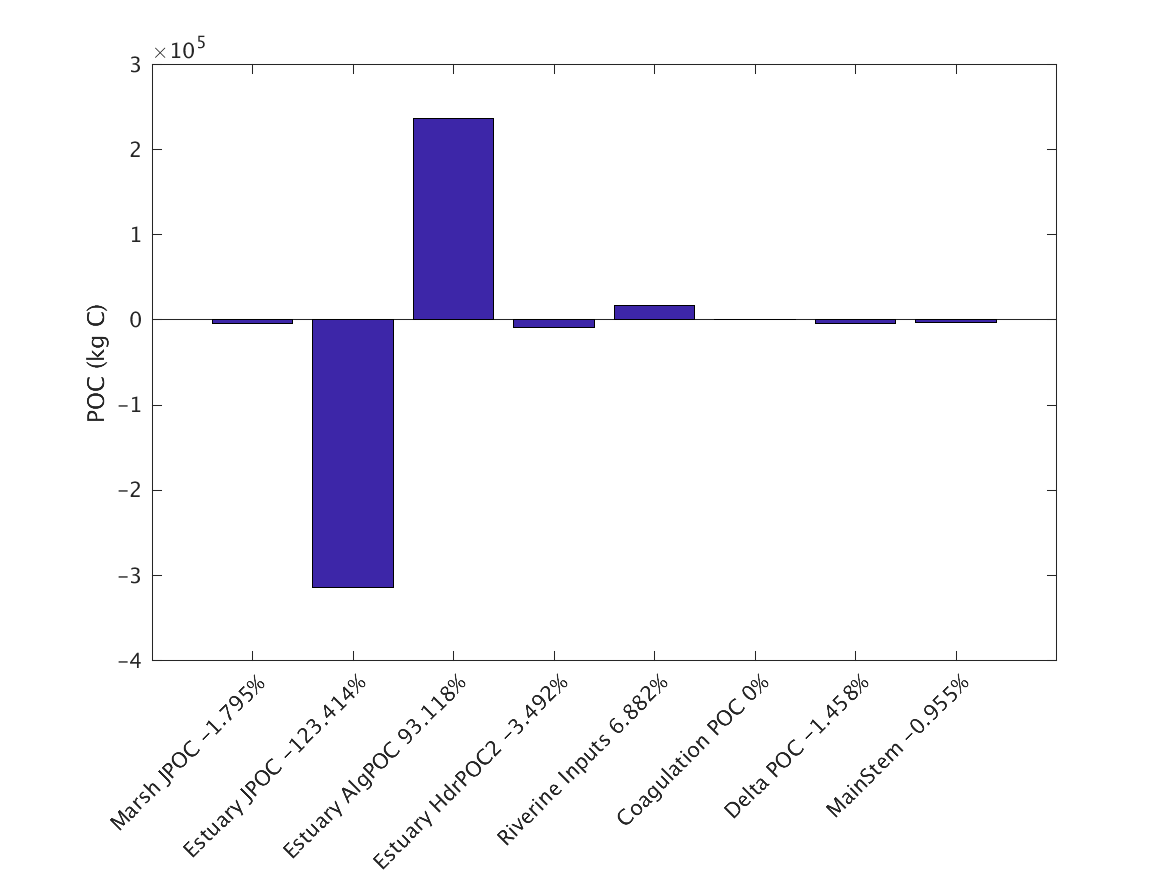 ×10^5
3
2
1
0
−1
−2
−3
−4
POC (kg C)
Marsh JPOC −1.795%
Estuary JPOC −123.414%
Estuary AlgPOC 93.118%
Estuary HdrPOC2 −3.492%
Riverine Inputs 6.882%
Coagulation POC 0%
Delta POC −1.458%
MainStem −0.955%